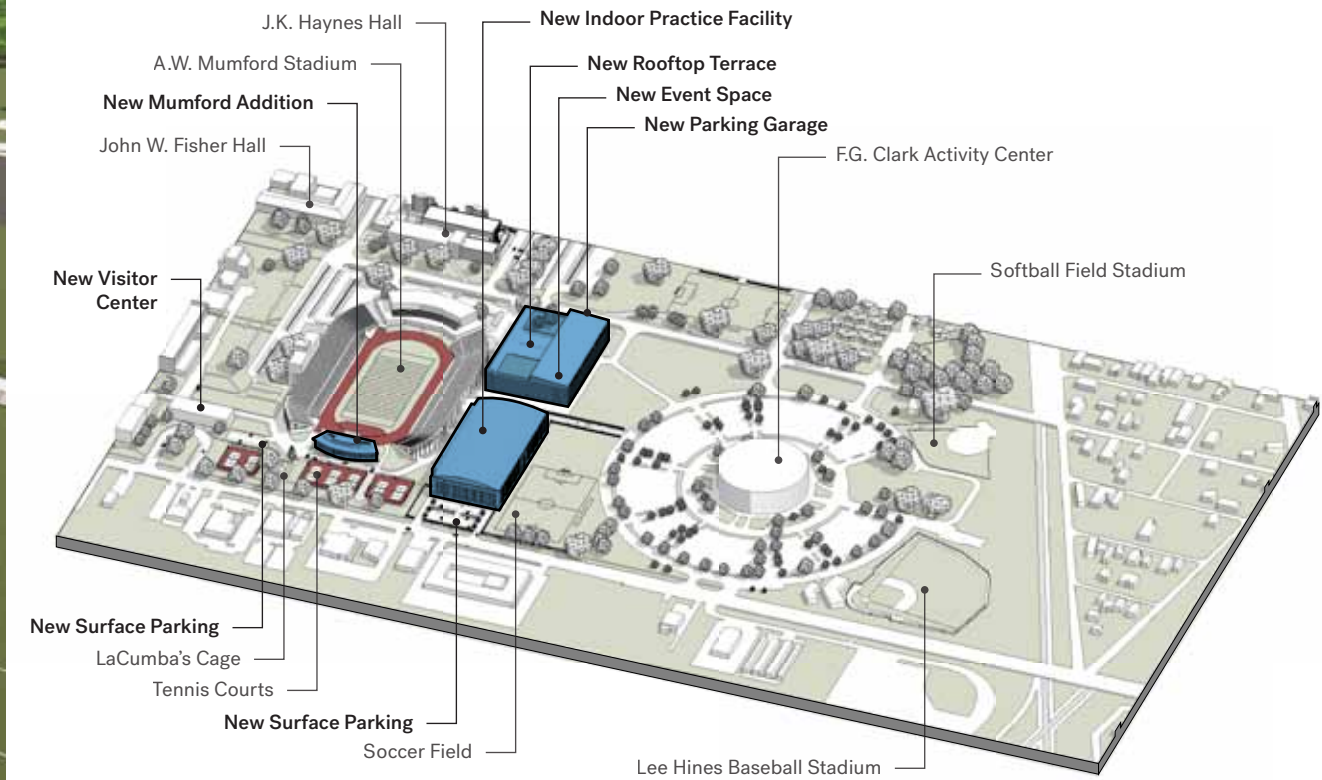 J.K. Haynes Hall
New Indoor Practice Facility
A.W. Mumford Stadium
New Rooftop Terrace
New Mumford Addition
New Event Space
New Parking Garage
John W. Fisher Hall
F.G. Clark Activity Center
New Visitor
Center
Softball Field Stadium
New Surface Parking
LaCumba's Cage
Tennis Courts
New Surface Parking
Soccer Field
Lee Hines Baseball Stadium